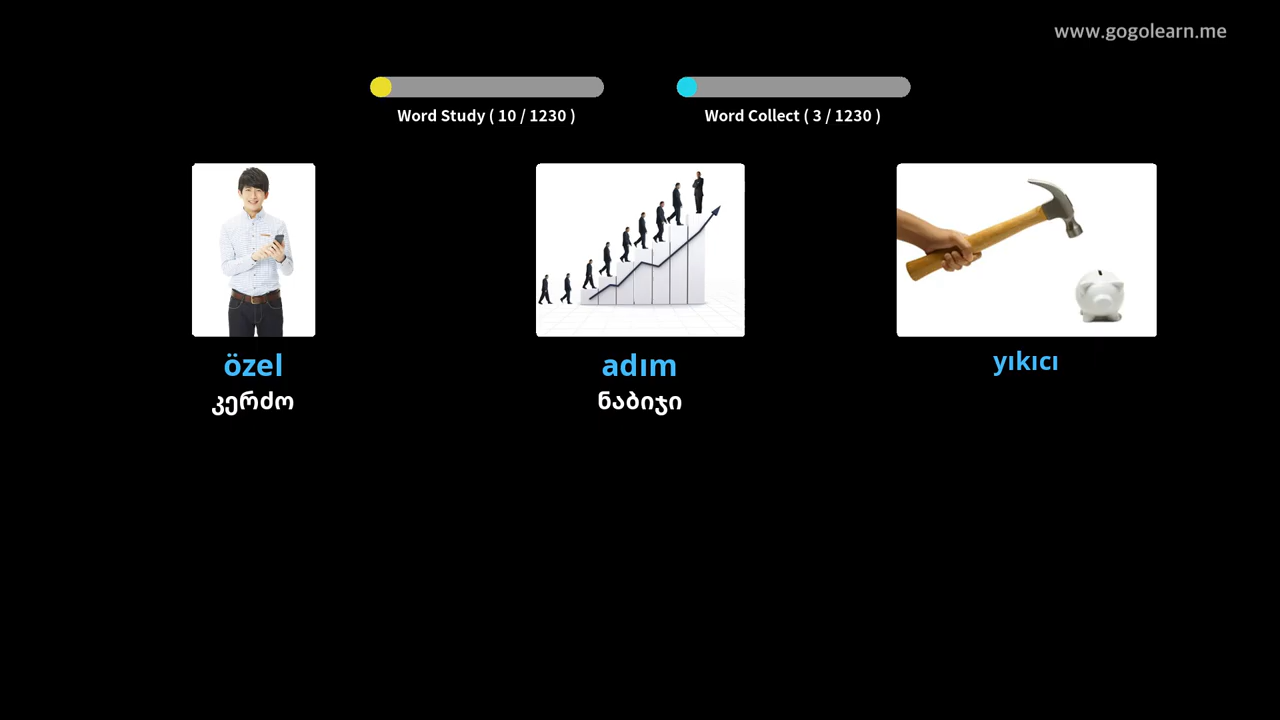 www.gogolearn.me
Word Study ( 10 / 1230 )
Word Collect ( 3 / 1230 )
özel
კერძო
adım
ნაბიჯი
yıkıcı